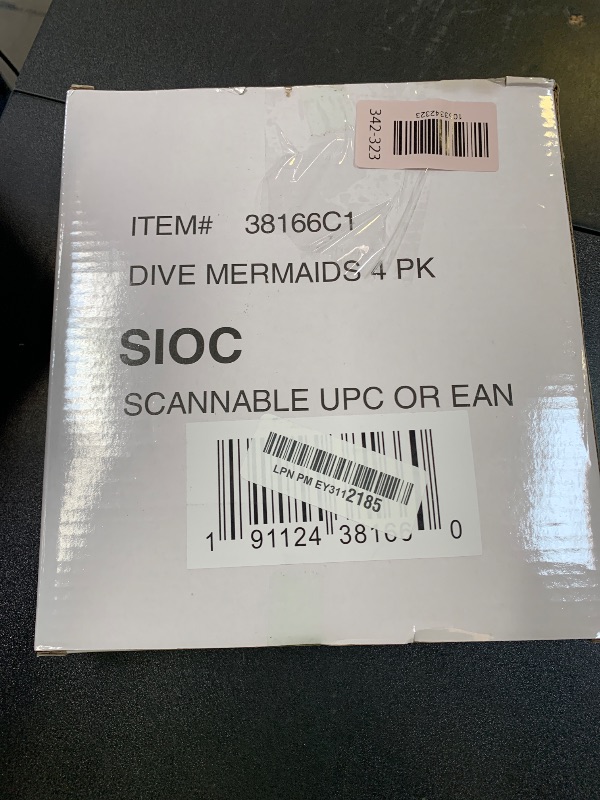 342-323
ITEM# 38166C1
DIVE MERMAIDS 4 PK
SIOC
SCANNABLE UPC OR EAN
LPN PM EY3112185
1 91124 38166 0